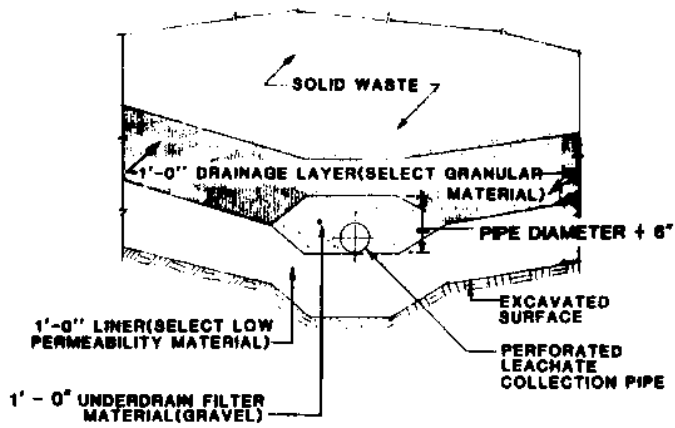 SOLID WASTE
1'-0" DRAINAGE LAYER(SELECT GRANULAR
MATERIAL)
PIPE DIAMETER + 6"
EXCAVATED
SURFACE
1'-0" LINER(SELECT LOW
PERMEABILITY MATERIAL)
PERFORATED
LEACHATE
COLLECTION PIPE
1' - 0" UNDERDRAIN FILTER
MATERIAL(GRAVEL)